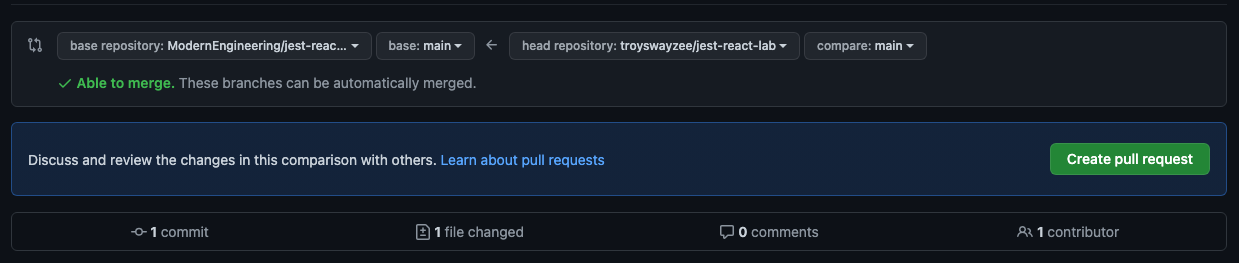 base repository: ModernEngineering/jest-reac... base: main head repository: troyswayzee/jest-react-lab compare: main
Able to merge. These branches can be automatically merged.
Discuss and review the changes in this comparison with others. Learn about pull requests Create pull request
1 commit 1 file changed 0 comments 1 contributor